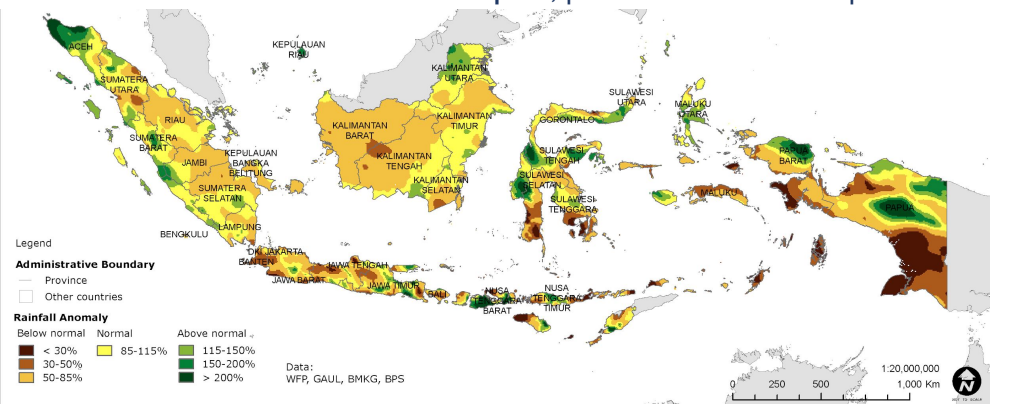 KEPULAUAN
RIAU
ACEH
SUMATERA
UTARA
KALIMANTAN
UTARA
SULAWESI
UTARA
MALUKU
UTARA
RIAU
KALIMANTAN
BARAT
KALIMANTAN
TIMUR
GORONTALO
SUMATERA
BARAT
KEPULAUAN
BANGKA
BELITUNG
JAMBI
KALIMANTAN
TENGAH
SULAWESI
TENGAH
PAPUA
BARAT
SUMATERA
SELATAN
KALIMANTAN
SELATAN
SULAWESI
SELATAN
SULAWESI
TENGGARA
MALUKU
PAPUA
LAMPUNG
BENGKULU
DKI JAKARTA
BANTEN
JAWA TENGAH
JAWA BARAT
JAWA TIMUR
BALI
NUSA
TENGGARA
BARAT
NUSA
TENGGARA
TIMUR
Legend
Administrative Boundary
Province
Other countries
Rainfall Anomaly
Below normal Normal Above normal
< 30% 85-115% 115-150%
30-50% 150-200%
50-85% > 200%
Data:
WFP, GAUL, BMKG, BPS
1:20,000,000
0 250 500 1,000 Km
N
NOT TO SCALE